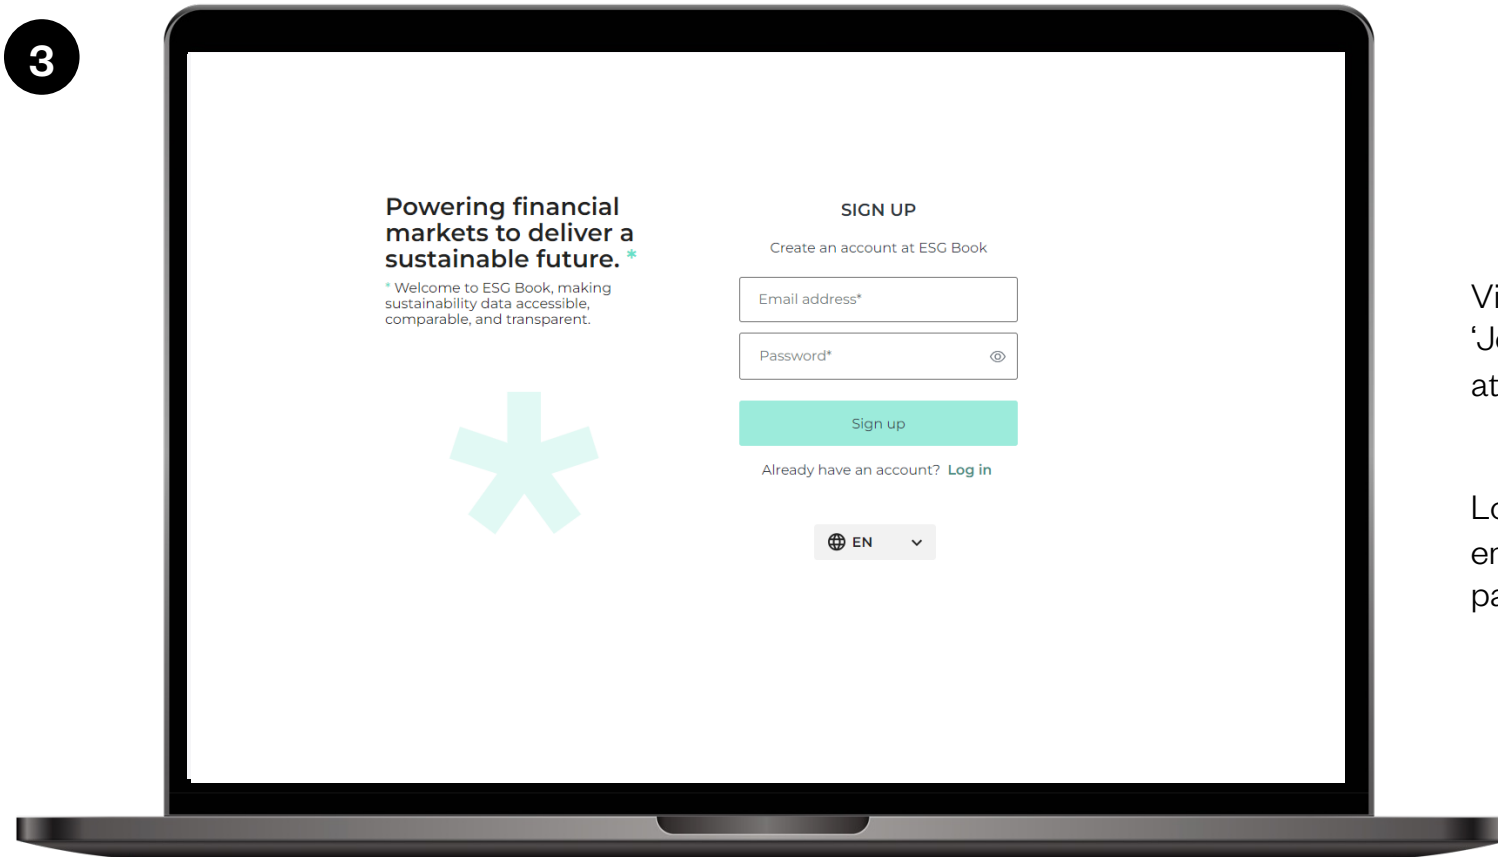 3
Powering financial
markets to deliver a
sustainable future. *
* Welcome to ESG Book, making
sustainability data accessible,
comparable, and transparent.
SIGN UP
Create an account at ESG Book
Email address*
Password*
Sign up
Already have an account? Log in
EN
at